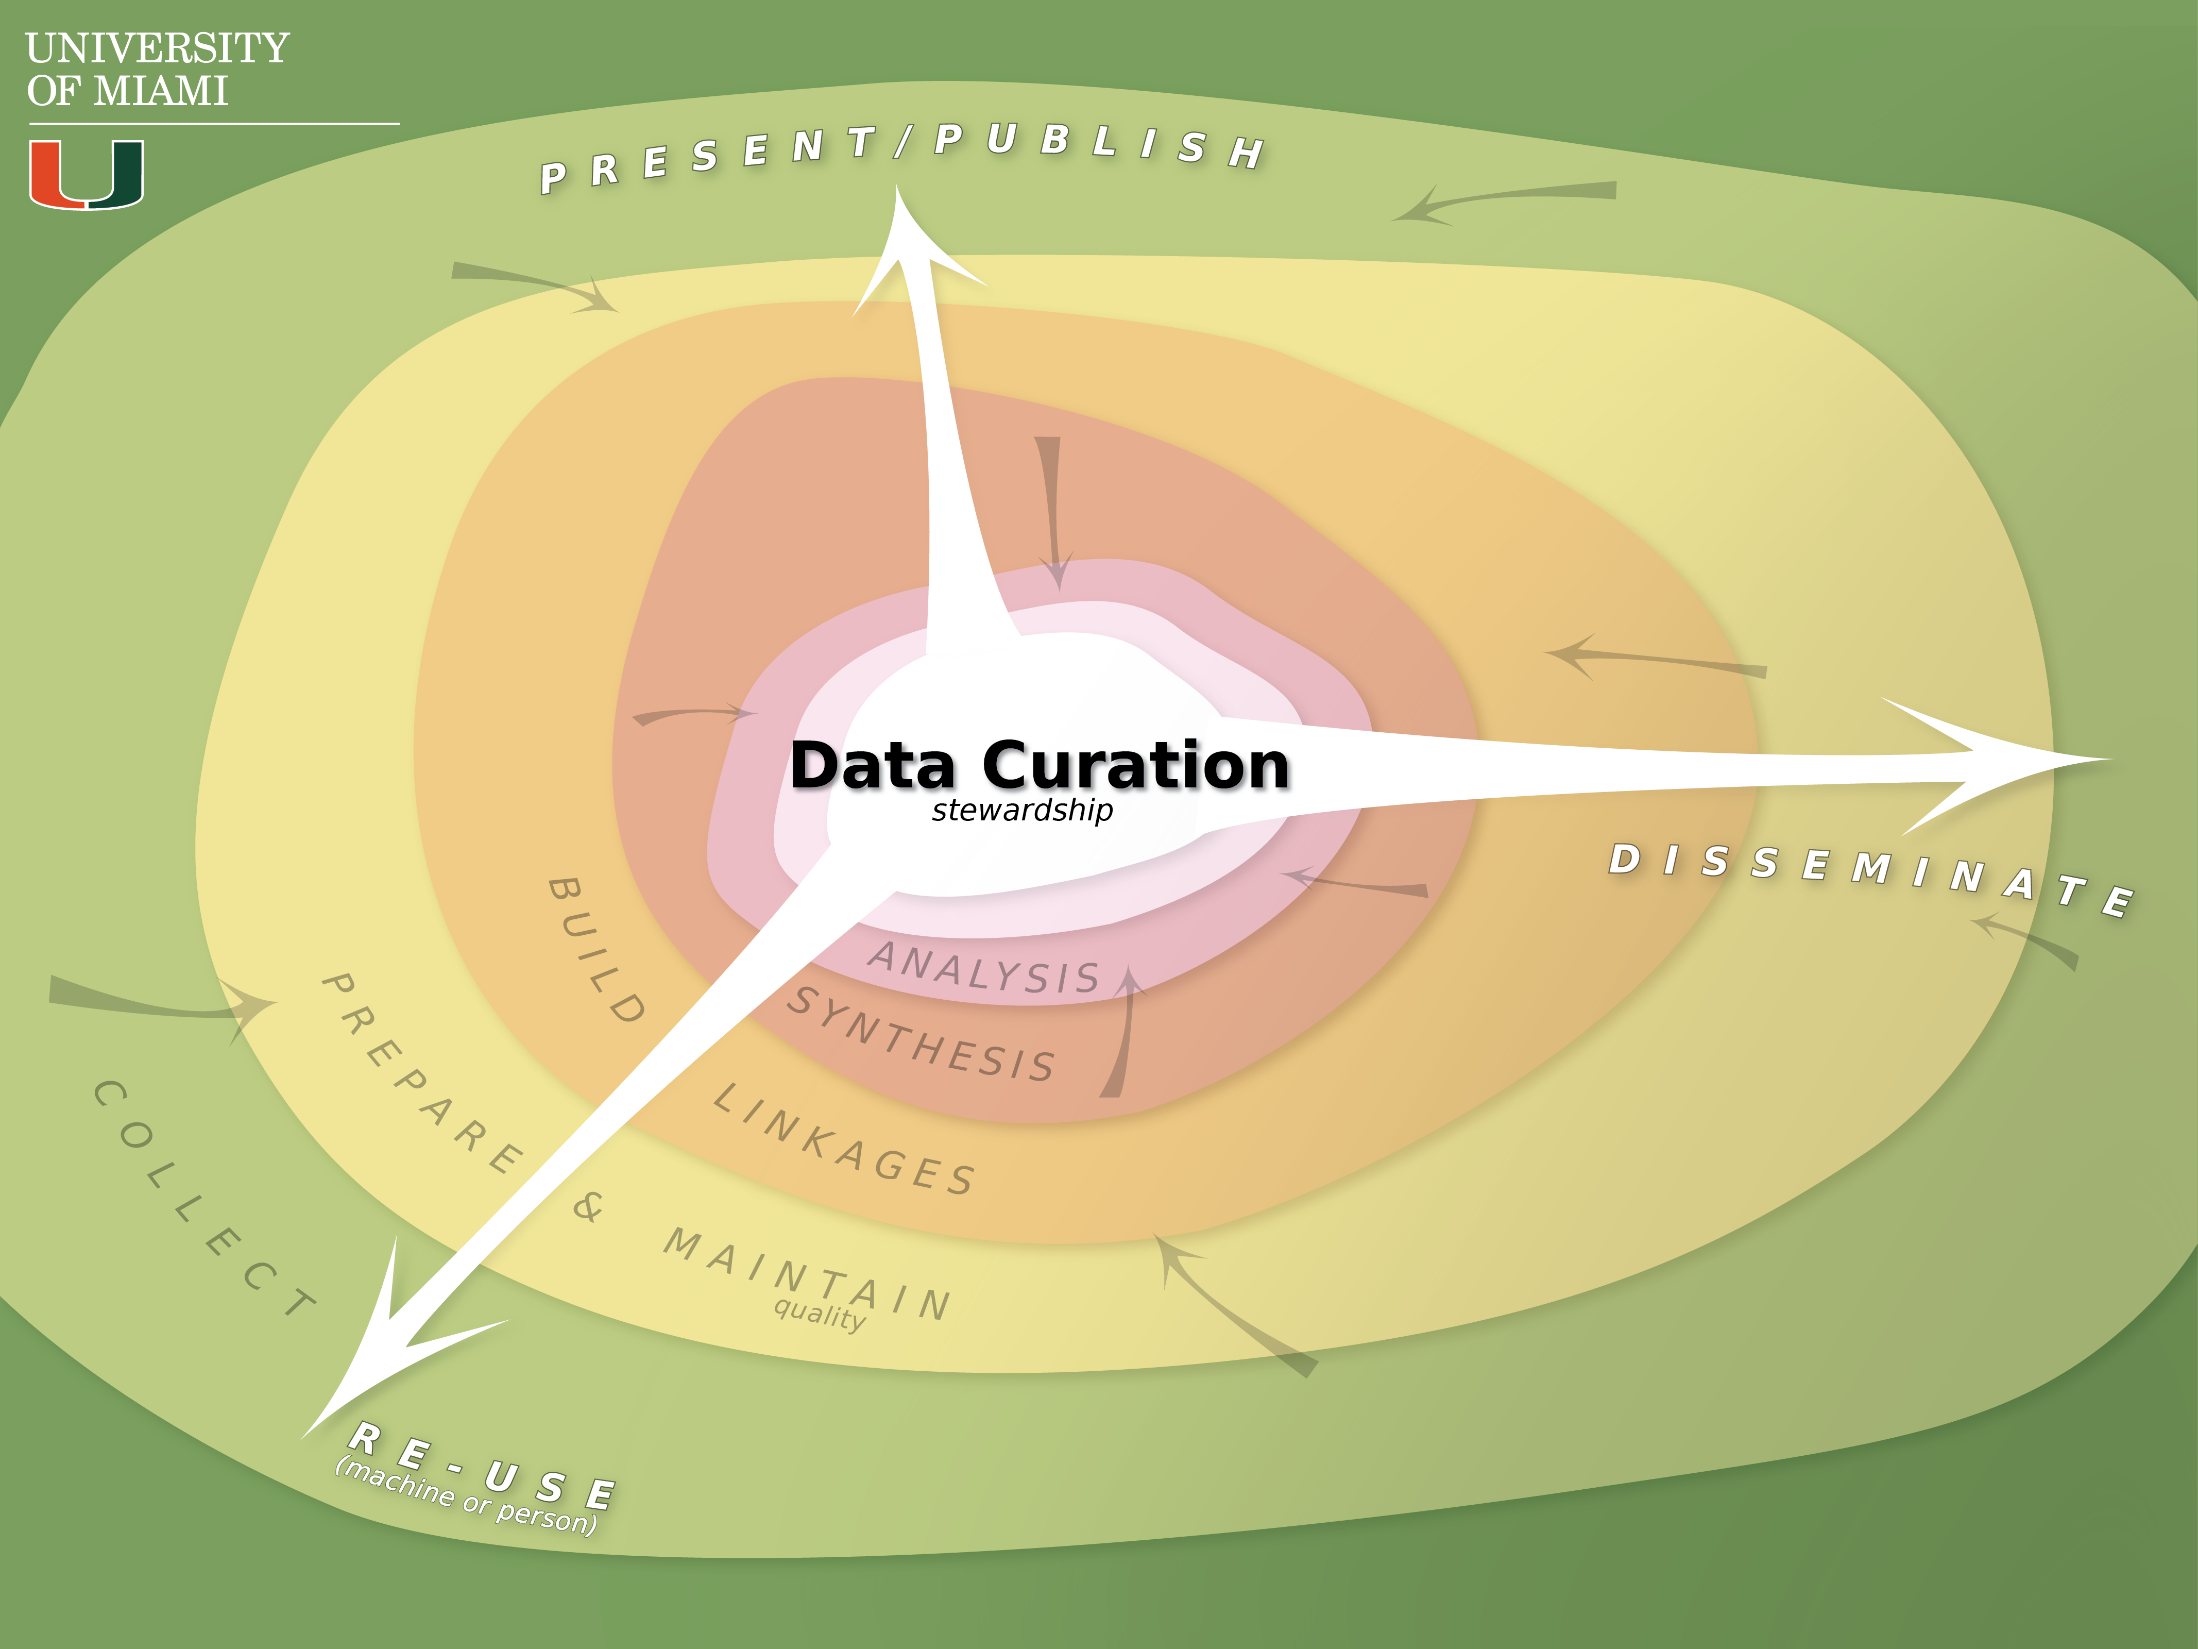 UNIVERSITY
OF MIAMI
PRESENT/PUBLISH
Data Curation
stewardship
DISSEMINATE
ANALYSIS
SYNTHESIS
BUILD LINKAGES
PREPARE & MAINTAIN
quality
COLLECT
RE-USE
(machine or person)